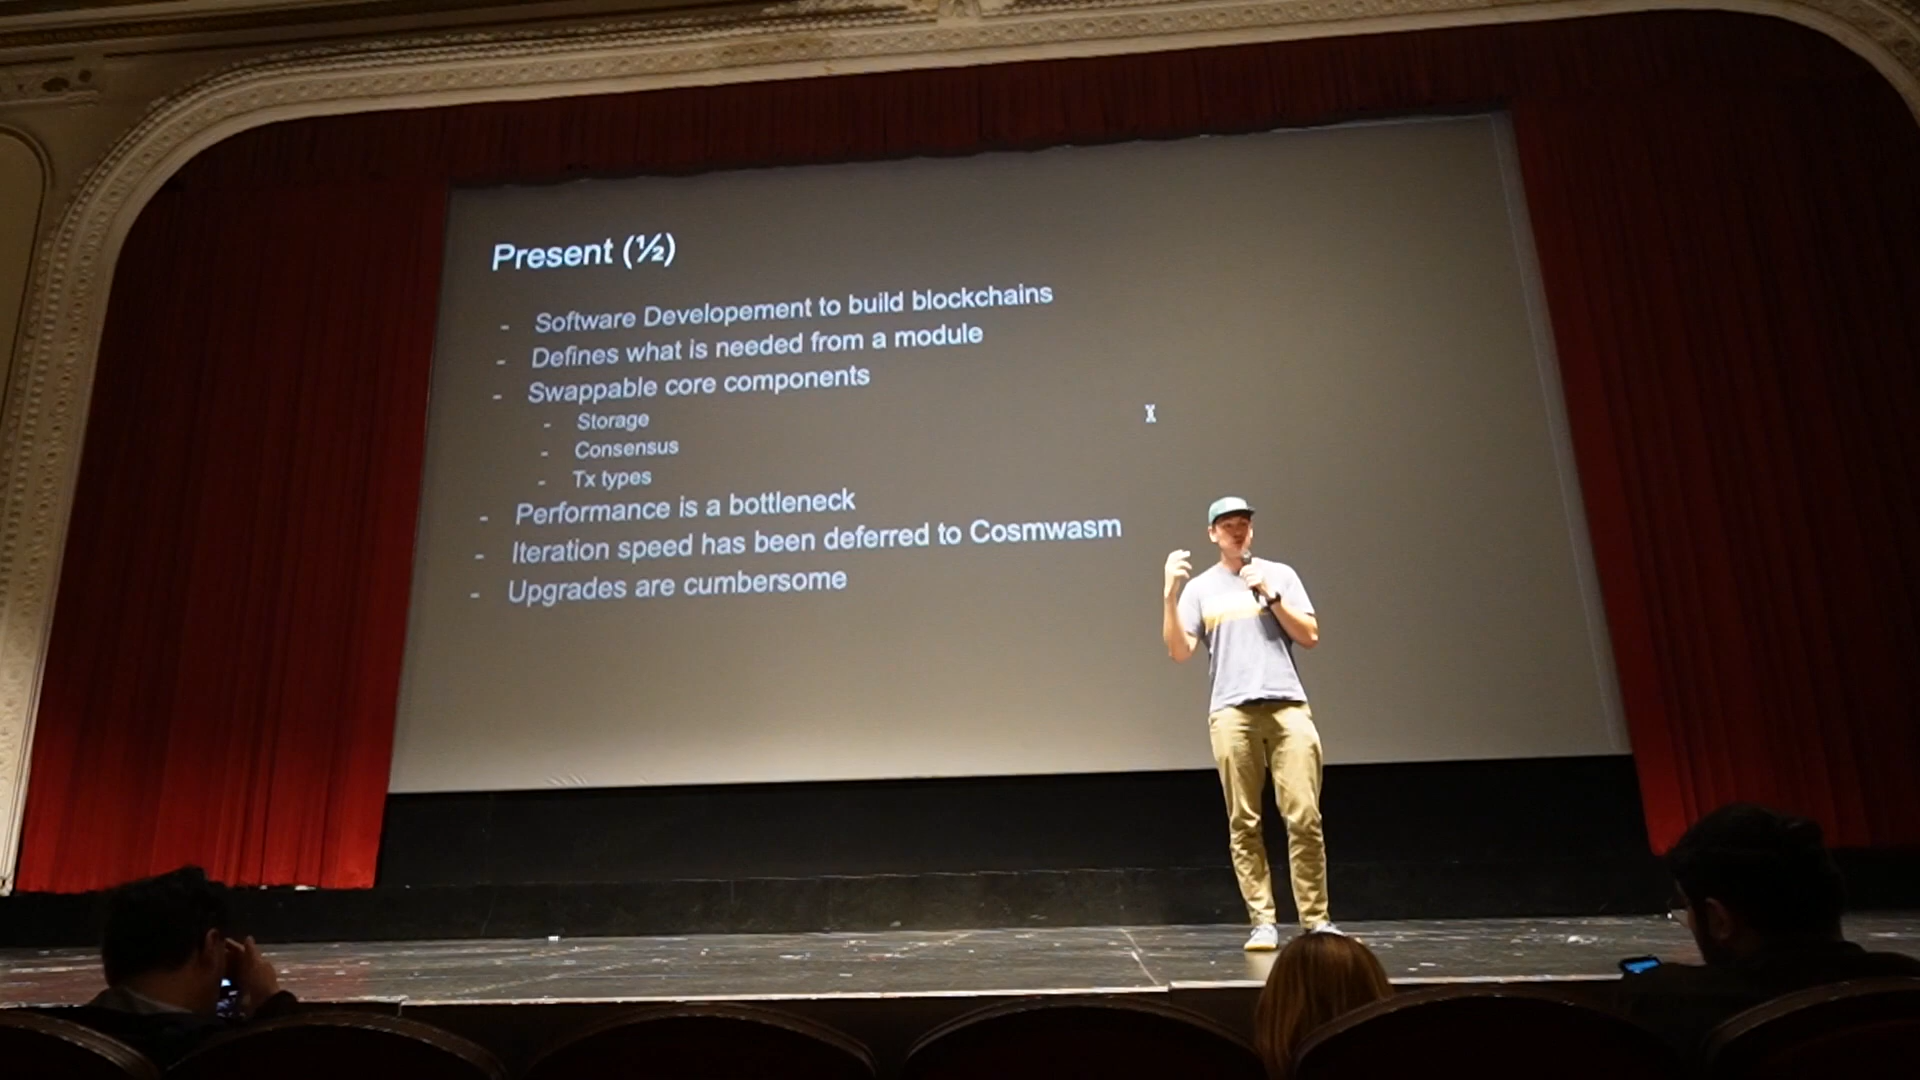 Present (½)
- Software Developement to build blockchains
- Defines what is needed from a module
- Swappable core components
- Storage
- Consensus
- Tx types
- Performance is a bottleneck
- Iteration speed has been deferred to Cosmwasm
- Upgrades are cumbersome